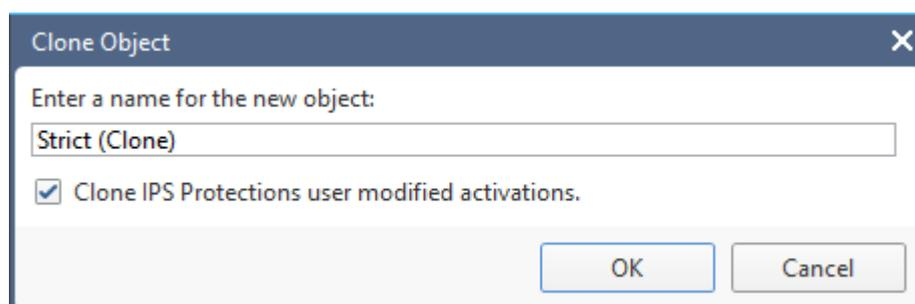 Clone Object
Enter a name for the new object:
Strict (Clone)
Clone IPS Protections user modified activations.
OK
Cancel